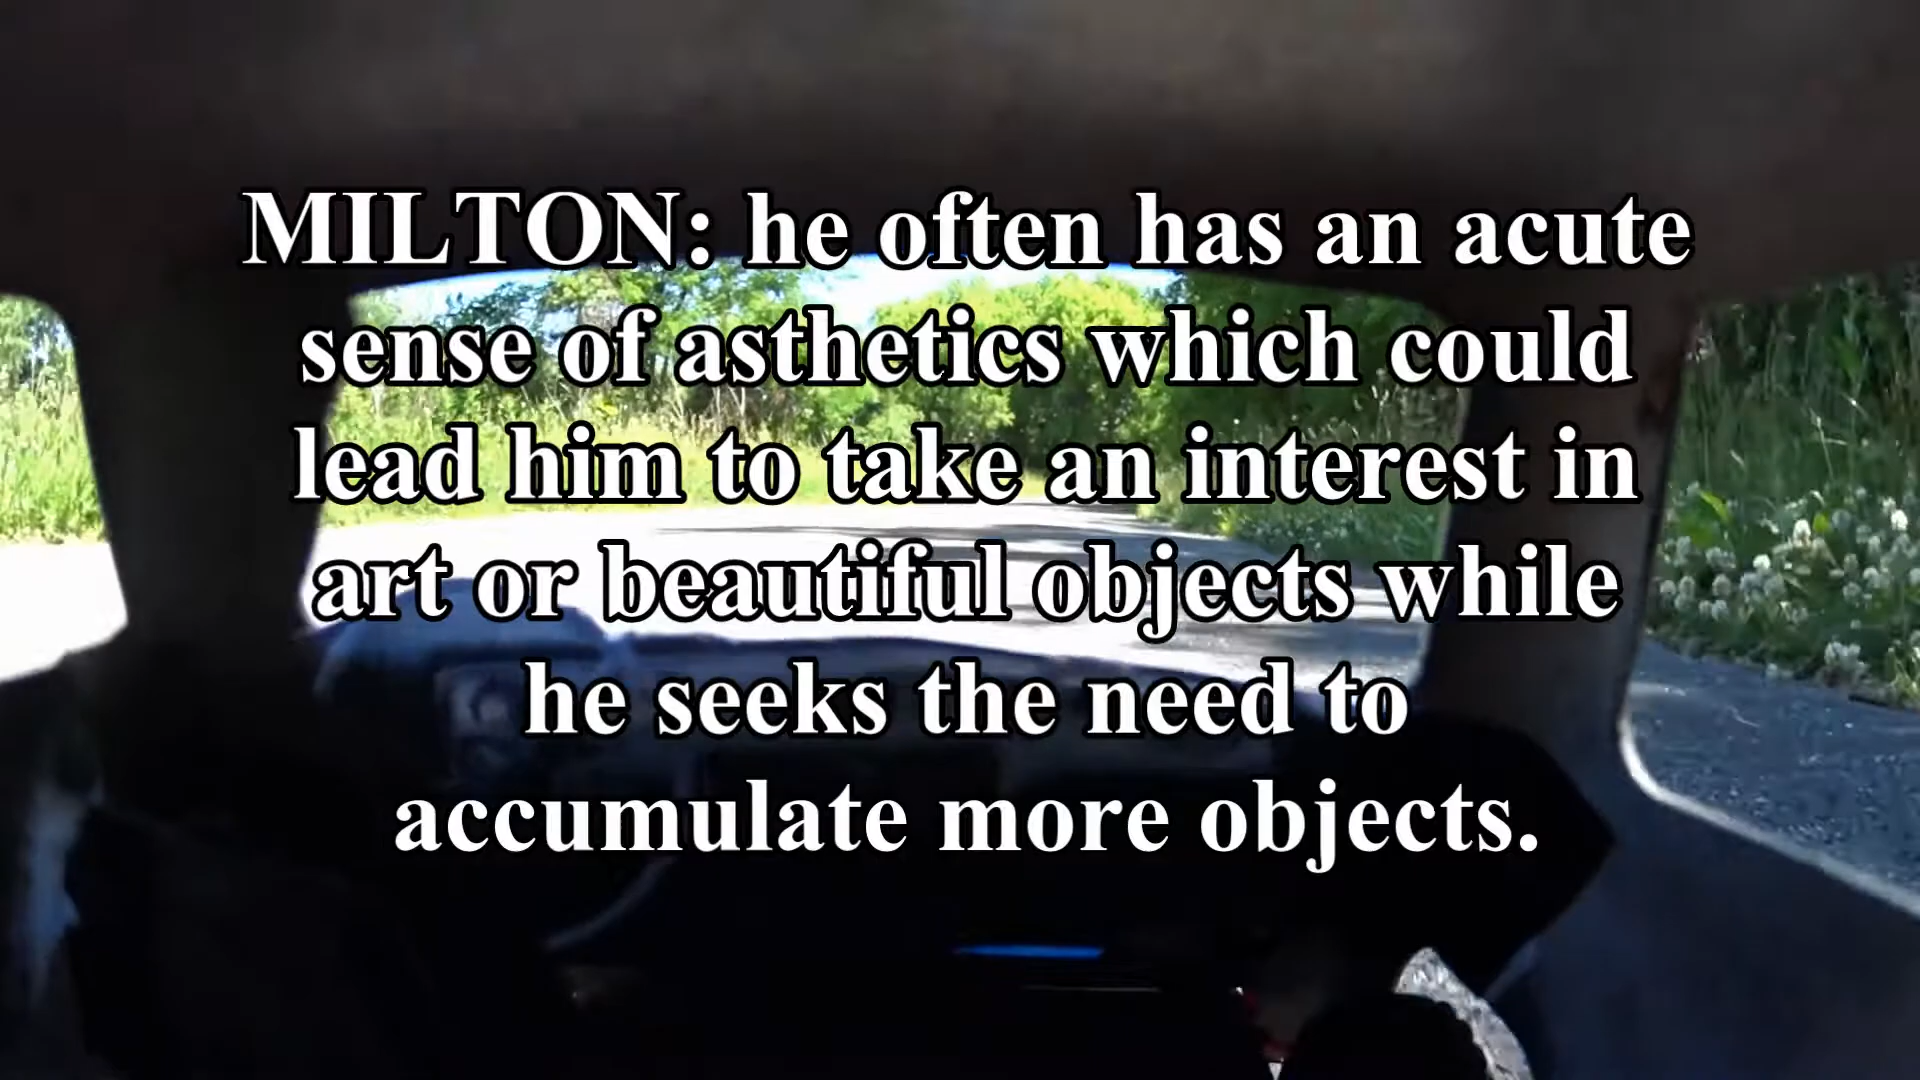 MILTON: he often has an acute
sense of asthetics which could
lead him to take an interest in
art or beautiful objects while
he seeks the need to
accumulate more objects.